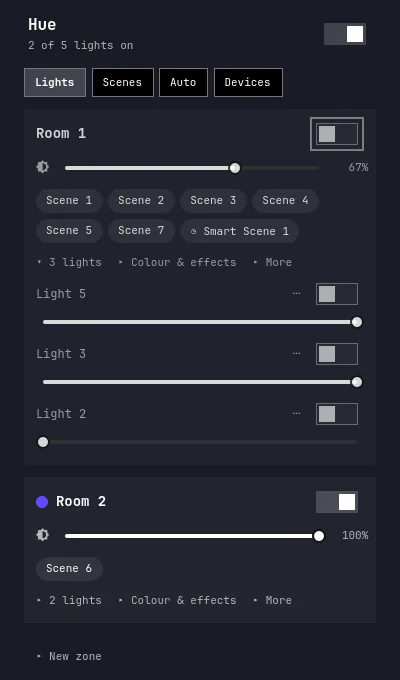 Hue
2 of 5 lights on
Lights Scenes Auto Devices
Room 1
67%
Scene 1 Scene 2 Scene 3 Scene 4
Scene 5 Scene 7 ◷ Smart Scene 1
▾ 3 lights ▸ Colour & effects ▸ More
Light 5 ⋯
Light 3 ⋯
Light 2 ⋯
Room 2
100%
Scene 6
▸ 2 lights ▸ Colour & effects ▸ More
▸ New zone